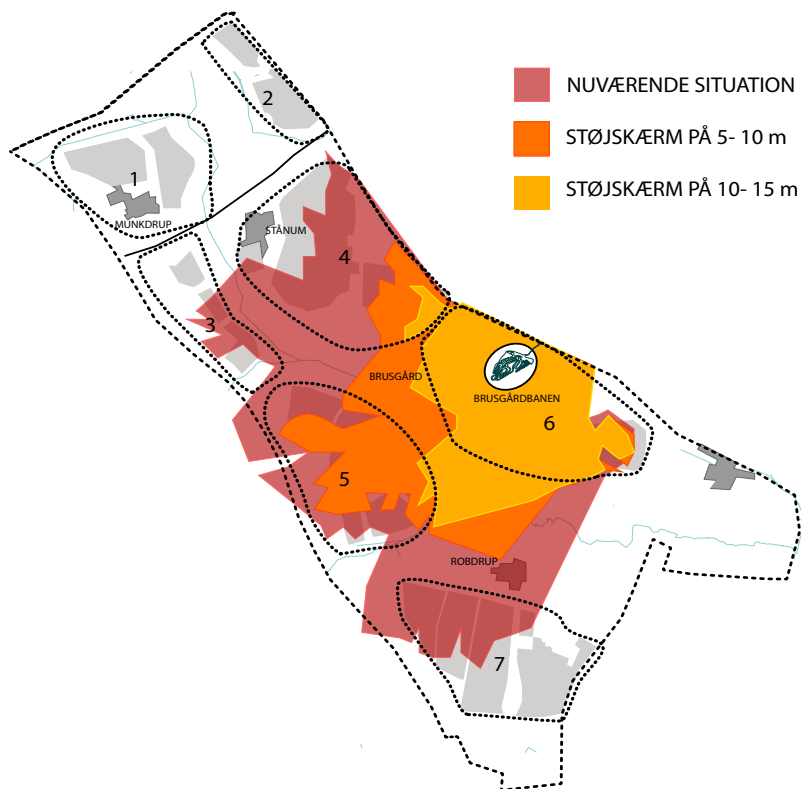 NUVÆRENDE SITUATION
STØJSKÆRM PÅ 5- 10 m
STØJSKÆRM PÅ 10- 15 m
2
1
MUNKDRUP
STÅNUM
4
3
BRUSGÅRD
BRUSGÅRDBANEN
6
5
ROBDRUP
7